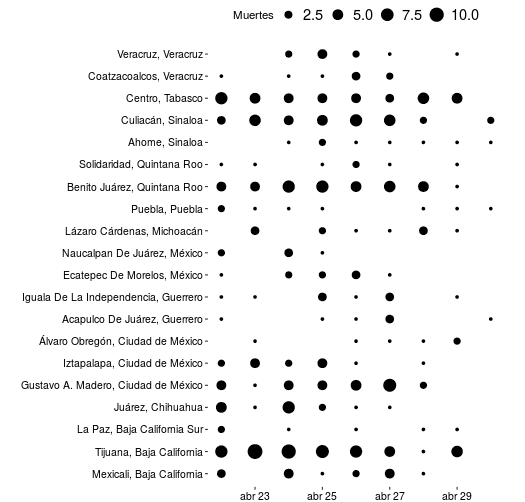 Muertes 2.5 5.0 7.5 10.0
Veracruz, Veracruz
Coatzacoalcos, Veracruz
Centro, Tabasco
Culiacán, Sinaloa
Ahome, Sinaloa
Solidaridad, Quintana Roo
Benito Juárez, Quintana Roo
Puebla, Puebla
Lázaro Cárdenas, Michoacán
Naucalpan De Juárez, México
Ecatepec De Morelos, México
Iguala De La Independencia, Guerrero
Acapulco De Juárez, Guerrero
Álvaro Obregón, Ciudad de México
Iztapalapa, Ciudad de México
Gustavo A. Madero, Ciudad de México
Juárez, Chihuahua
La Paz, Baja California Sur
Tijuana, Baja California
Mexicali, Baja California
abr 23 abr 25 abr 27 abr 29